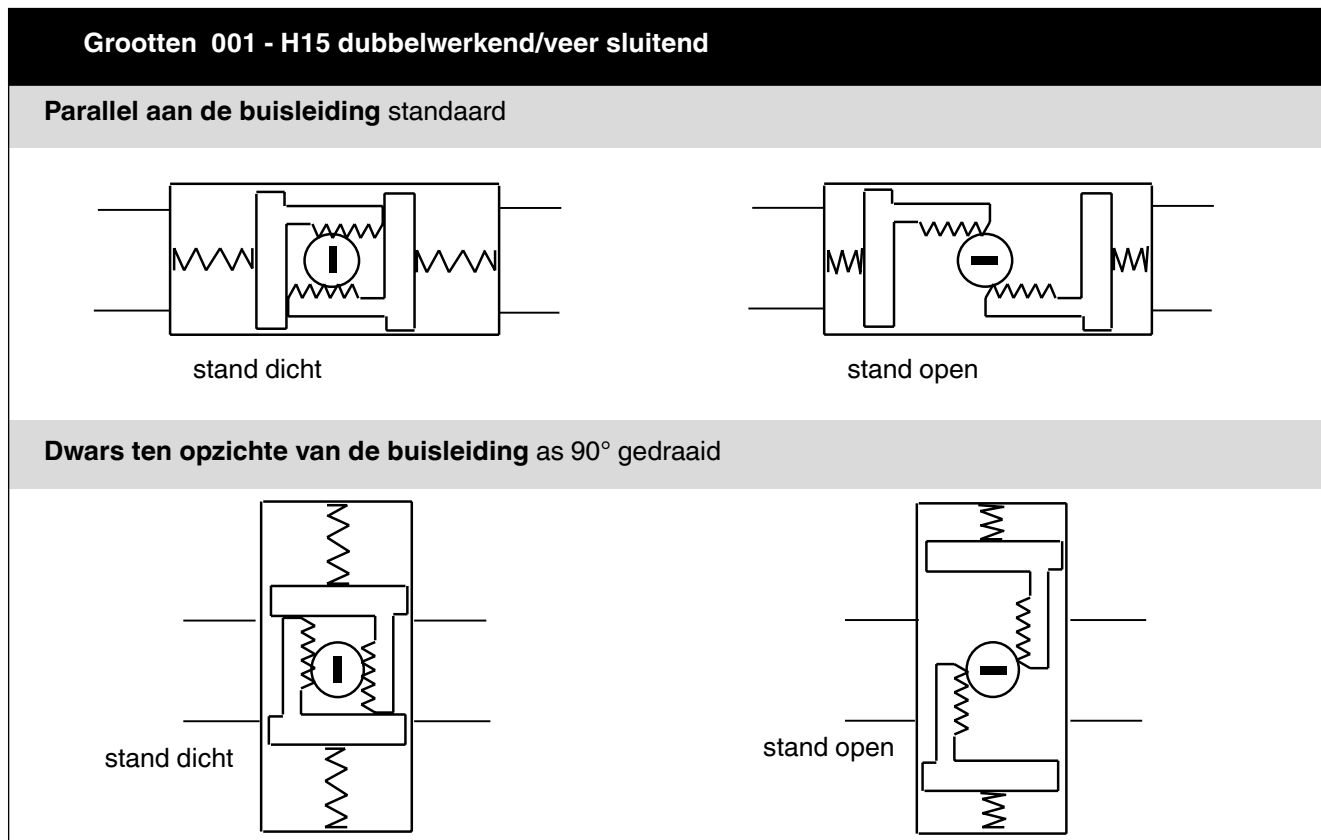 Grootten 001 - H15 dubbelwerkend/veer sluitend
Parallel aan de buisleiding standaard
stand dicht
stand open
Dwars ten opzichte van de buisleiding as 90° gedraaid
stand dicht
stand open